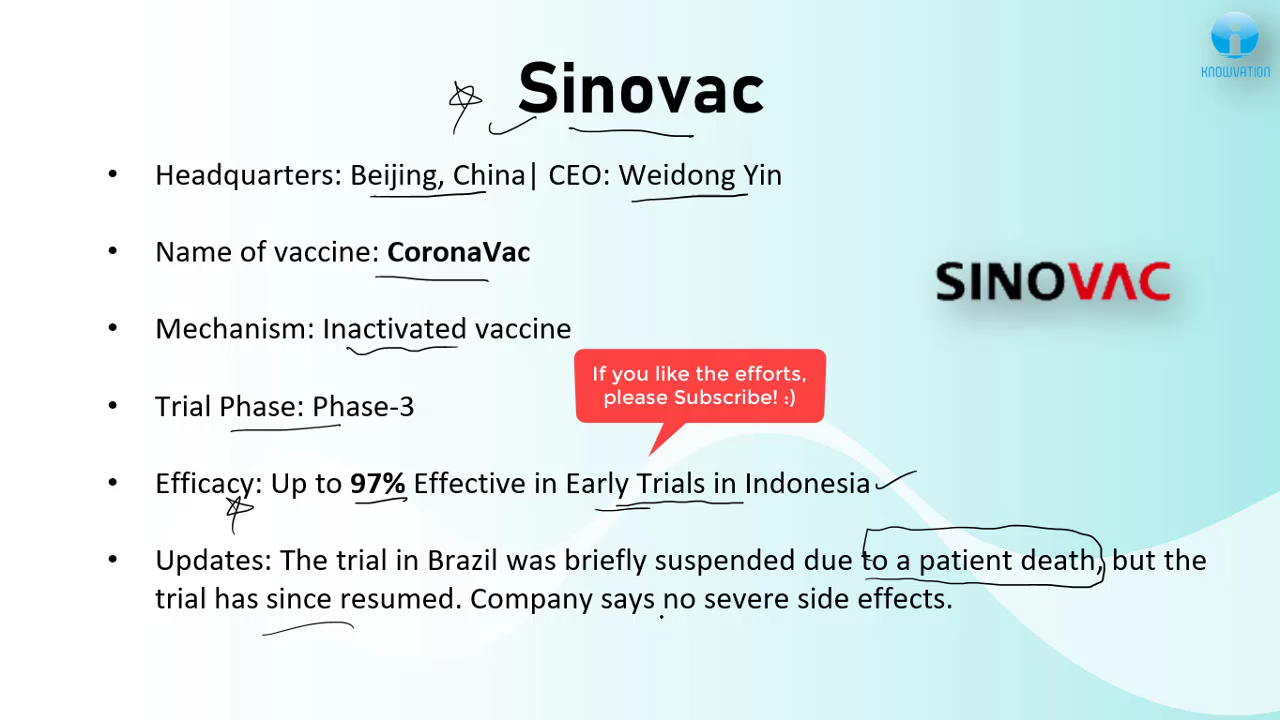 KNOWVATION
Sinovac
• Headquarters: Beijing, China| CEO: Weidong Yin
• Name of vaccine: CoronaVac
SINOVAC
• Mechanism: Inactivated vaccine
If you like the efforts,
please Subscribe! :)
• Trial Phase: Phase-3
• Efficacy: Up to 97% Effective in Early Trials in Indonesia
• Updates: The trial in Brazil was briefly suspended due to a patient death, but the
trial has since resumed. Company says no severe side effects.